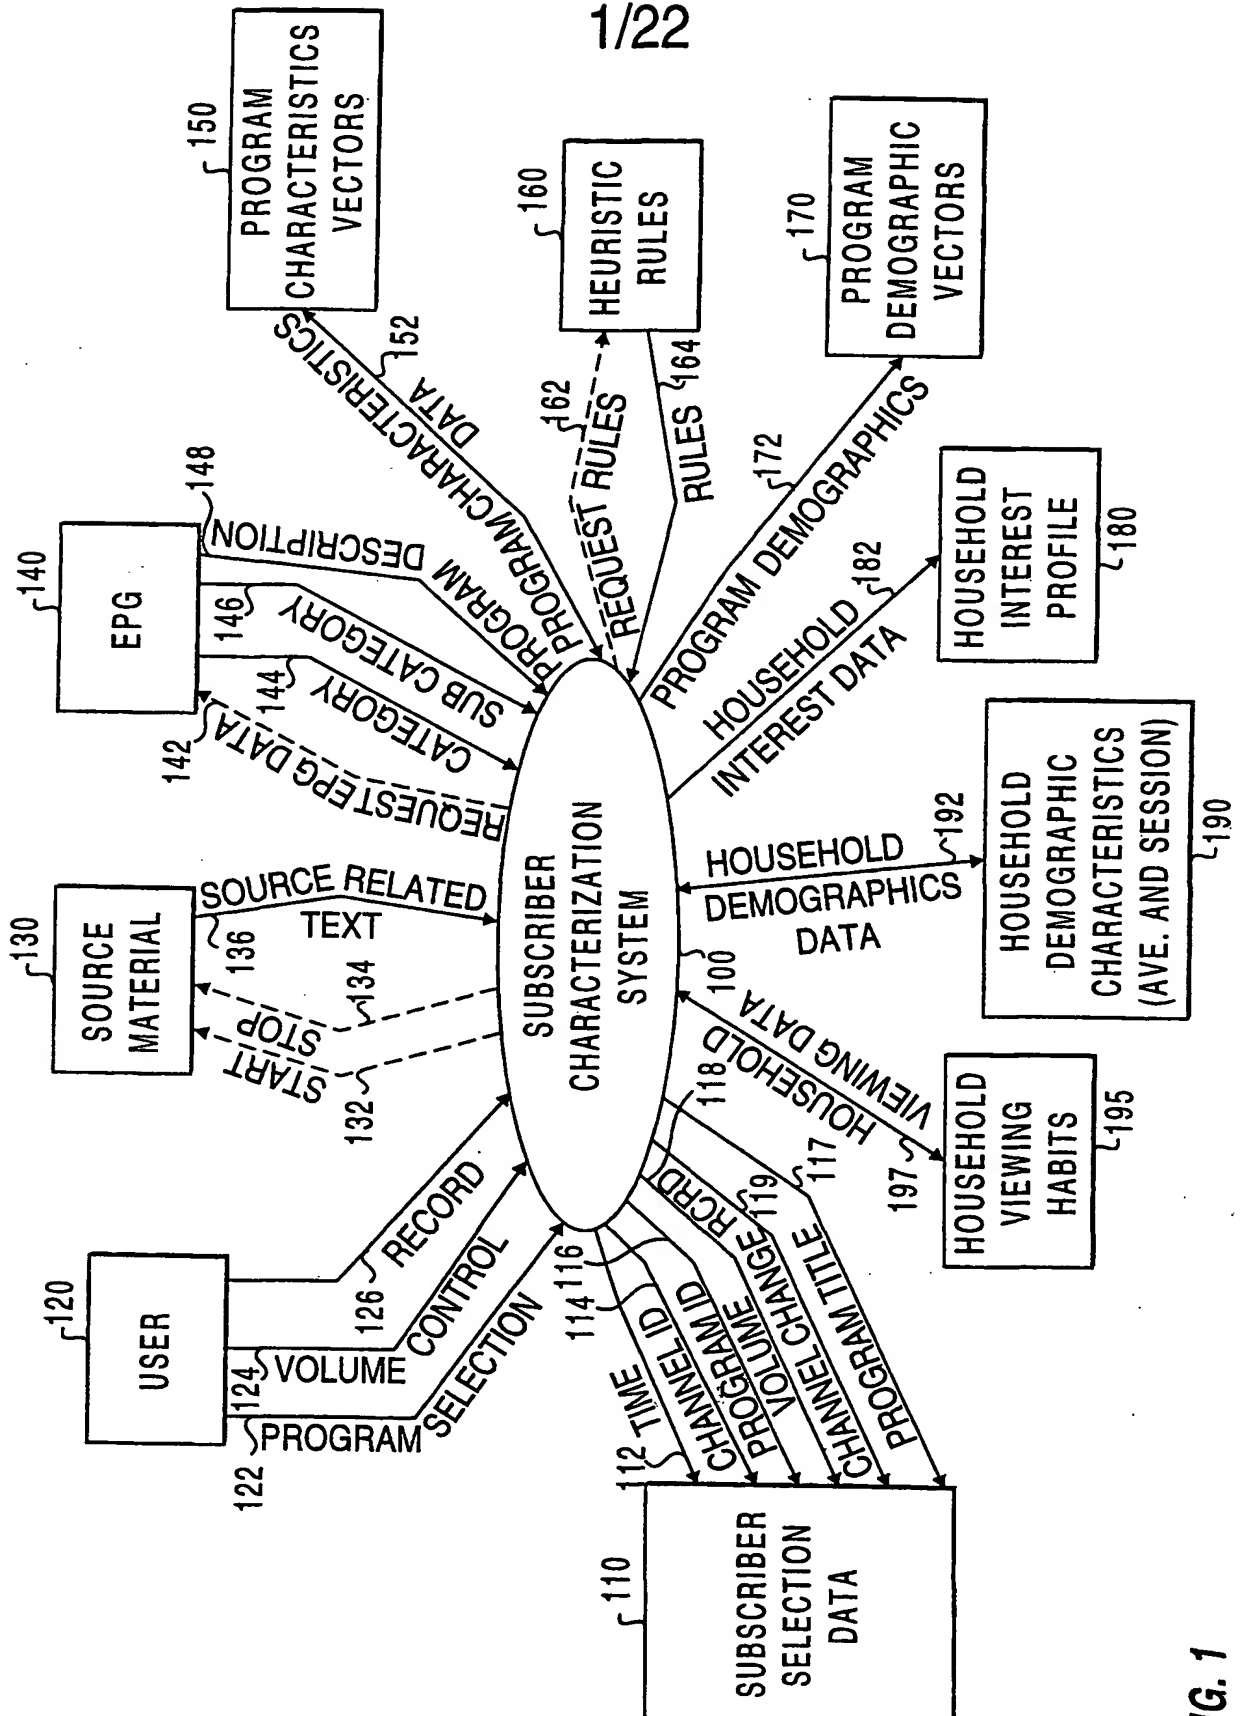 1/22
120
USER
122
PROGRAM
SELECTION
124
VOLUME
CONTROL
126
RECORD
130
SOURCE
MATERIAL
132
START
134
STOP
136
SOURCE RELATED
TEXT
140
EPG
142
REQUEST EPG DATA
144
CATEGORY
146
SUB CATEGORY
148
PROGRAM DESCRIPTION
150
PROGRAM
CHARACTERISTICS
VECTORS
152
PROGRAM CHARACTERISTICS
DATA
160
HEURISTIC
RULES
162
REQUEST RULES
164
RULES
170
PROGRAM
DEMOGRAPHIC
VECTORS
172
PROGRAM DEMOGRAPHICS
HOUSEHOLD
INTEREST
PROFILE
180
HOUSEHOLD
182
INTEREST DATA
HOUSEHOLD
DEMOGRAPHIC
CHARACTERISTICS
(AVE. AND SESSION)
190
HOUSEHOLD
192
DEMOGRAPHICS
DATA
HOUSEHOLD
VIEWING
HABITS
195
197
HOUSEHOLD
VIEWING DATA
SUBSCRIBER
CHARACTERIZATION
SYSTEM
100
110
SUBSCRIBER
SELECTION
DATA
112
TIME
114
CHANNEL ID
116
PROGRAM ID
VOLUME
CHANGE RCRD
118
CHANNEL CHANGE
119
PROGRAM TITLE
117
IG. 1